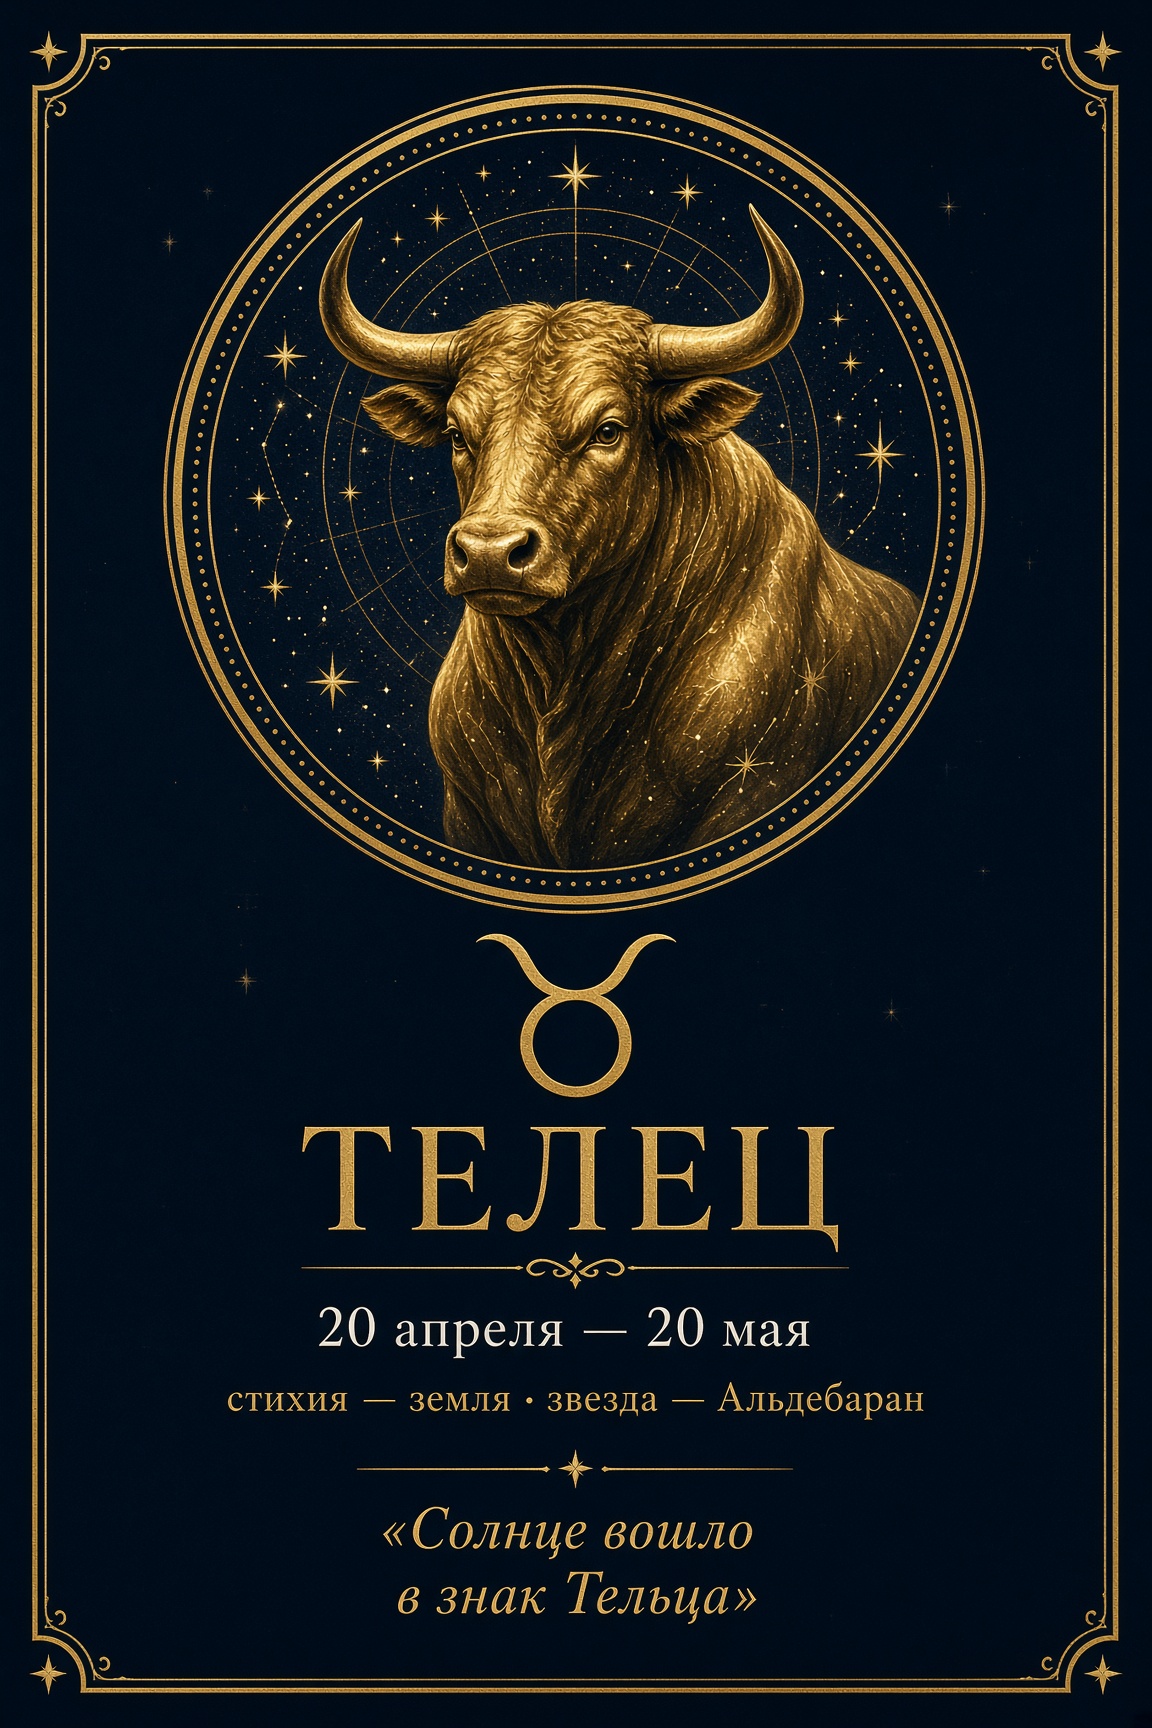 ♉
ТЕЛЕЦ
20 апреля — 20 мая
стихия — земля • звезда — Альдебаран
«Солнце вошло
в знак Тельца»